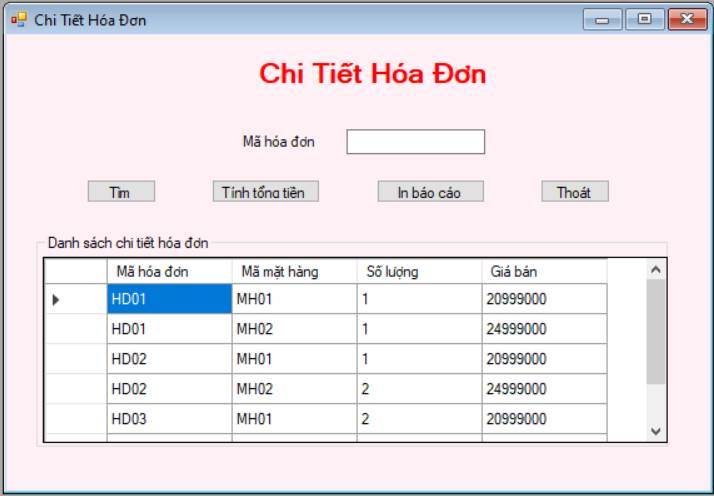 Chi Tiết Hóa Đơn
Chi Tiết Hóa Đơn
Mã hóa đơn
Tìm Tính tổng tiền In báo cáo Thoát
Danh sách chi tiết hóa đơn
Mã hóa đơn Mã mặt hàng Số lượng Giá bán
HD01 MH01 1 20999000
HD01 MH02 1 24999000
HD02 MH01 1 20999000
HD02 MH02 2 24999000
HD03 MH01 2 20999000